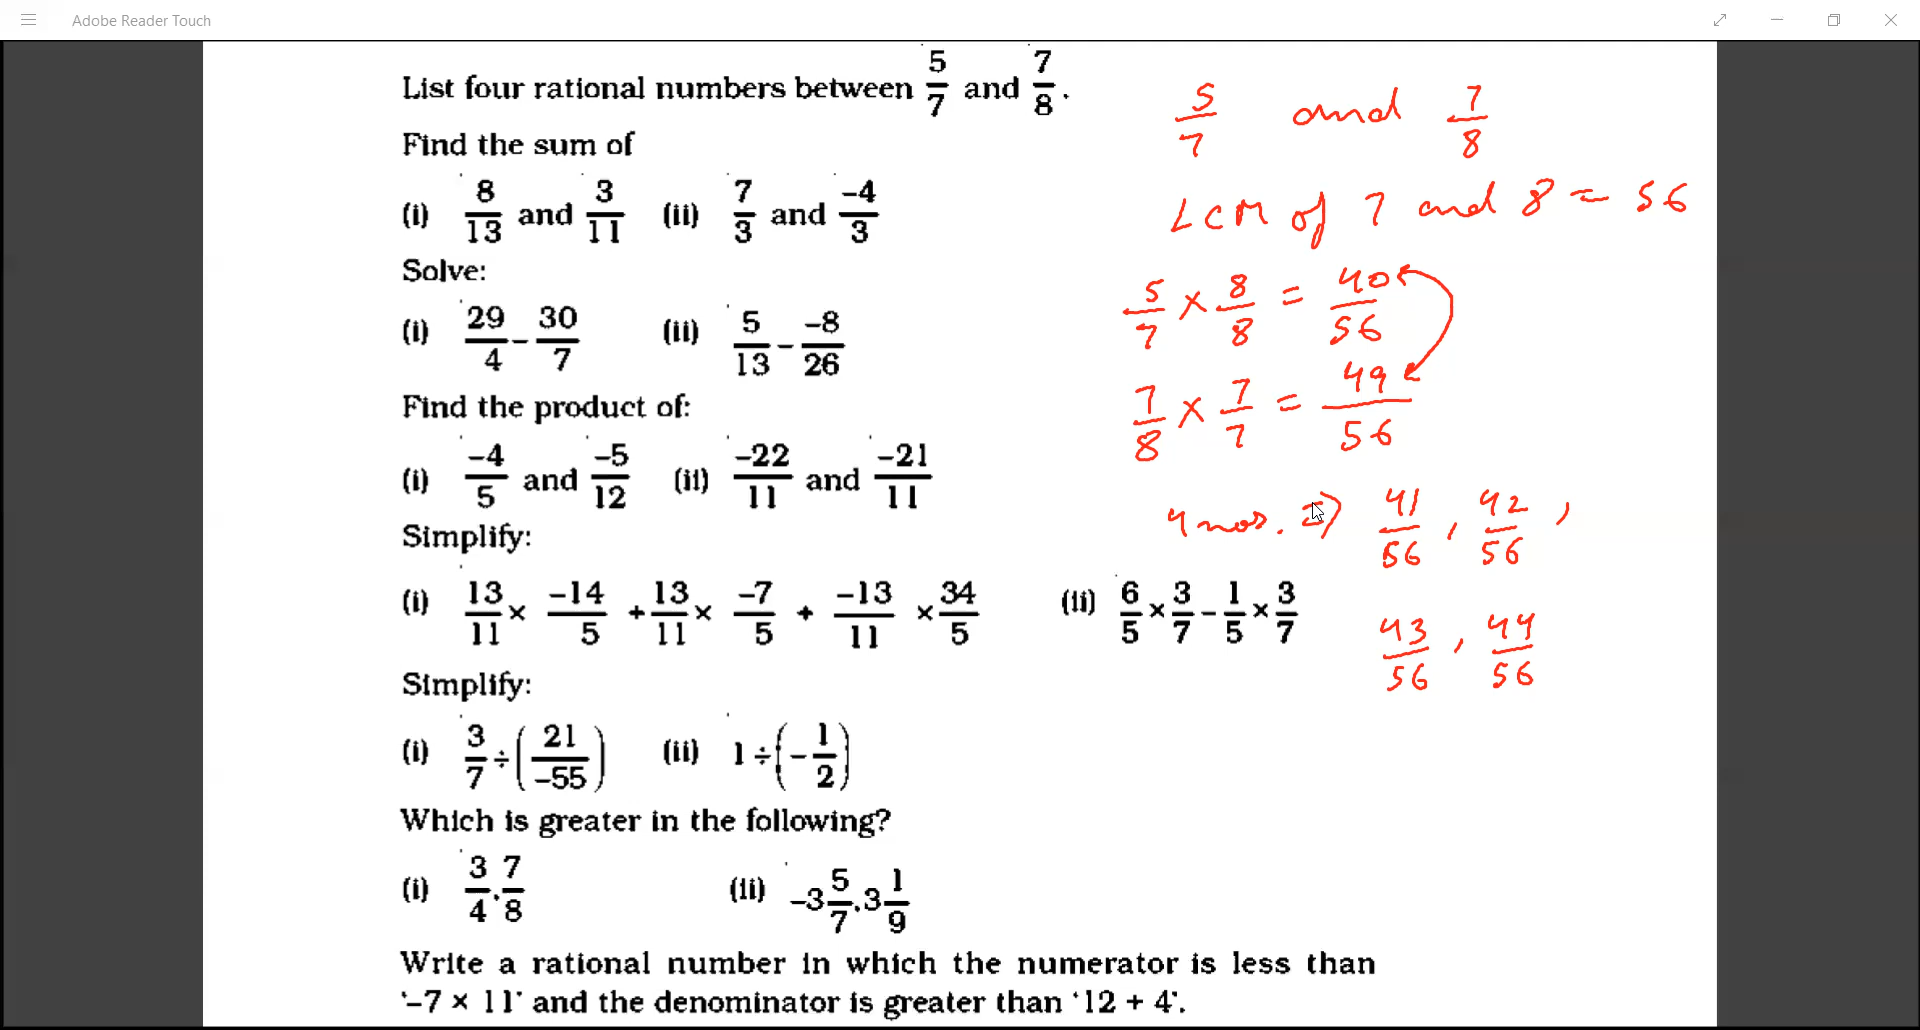 Adobe Reader Touch
List four rational numbers between 5/7 and 7/8.
Find the sum of
(i) 8/13 and 3/11 (ii) 7/3 and -4/3
Solve:
(i) 29/4 - 30/7 (ii) 5/13 - -8/26
Find the product of:
(i) -4/5 and -5/12 (ii) -22/11 and -21/11
Simplify:
(i) 13/11 × -14/5 + 13/11 × -7/5 + -13/11 × 34/5 (ii) 6/5 × 3/7 - 1/5 × 3/7
Simplify:
(i) 3/7 ÷ (21/-55) (ii) 1 ÷ (-1/2)
Which is greater in the following?
(i) 3/4, 7/8 (ii) -3 5/7, 3 1/9
Write a rational number in which the numerator is less than
'-7 × 11' and the denominator is greater than '12 + 4'.
5/7 and 7/8
LCM of 7 and 8 = 56
5/7 × 8/8 = 40/56
7/8 × 7/7 = 49/56
4 nos. ⇒ 41/56, 42/56,
43/56, 44/56